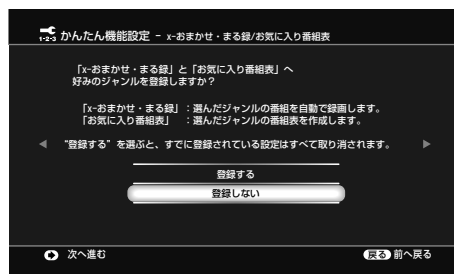 1-2-3 かんたん機能設定 − x-おまかせ・まる録/お気に入り番組表
「x-おまかせ・まる録」と「お気に入り番組表」へ
好みのジャンルを登録しますか?
「x-おまかせ・まる録」:選んだジャンルの番組を自動で録画します。
「お気に入り番組表」 :選んだジャンルの番組表を作成します。
"登録する"を選ぶと、すでに登録されている設定はすべて取り消されます。
登録する
登録しない
次へ進む
戻る 前へ戻る